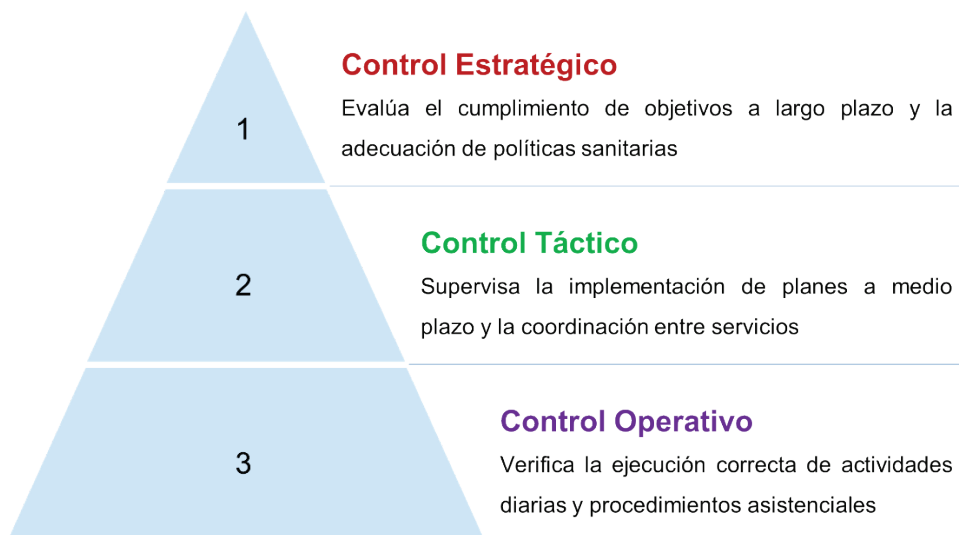 Control Estratégico
Evalúa el cumplimiento de objetivos a largo plazo y la
adecuación de políticas sanitarias
1
Control Táctico
Supervisa la implementación de planes a medio
plazo y la coordinación entre servicios
2
Control Operativo
Verifica la ejecución correcta de actividades
diarias y procedimientos asistenciales
3